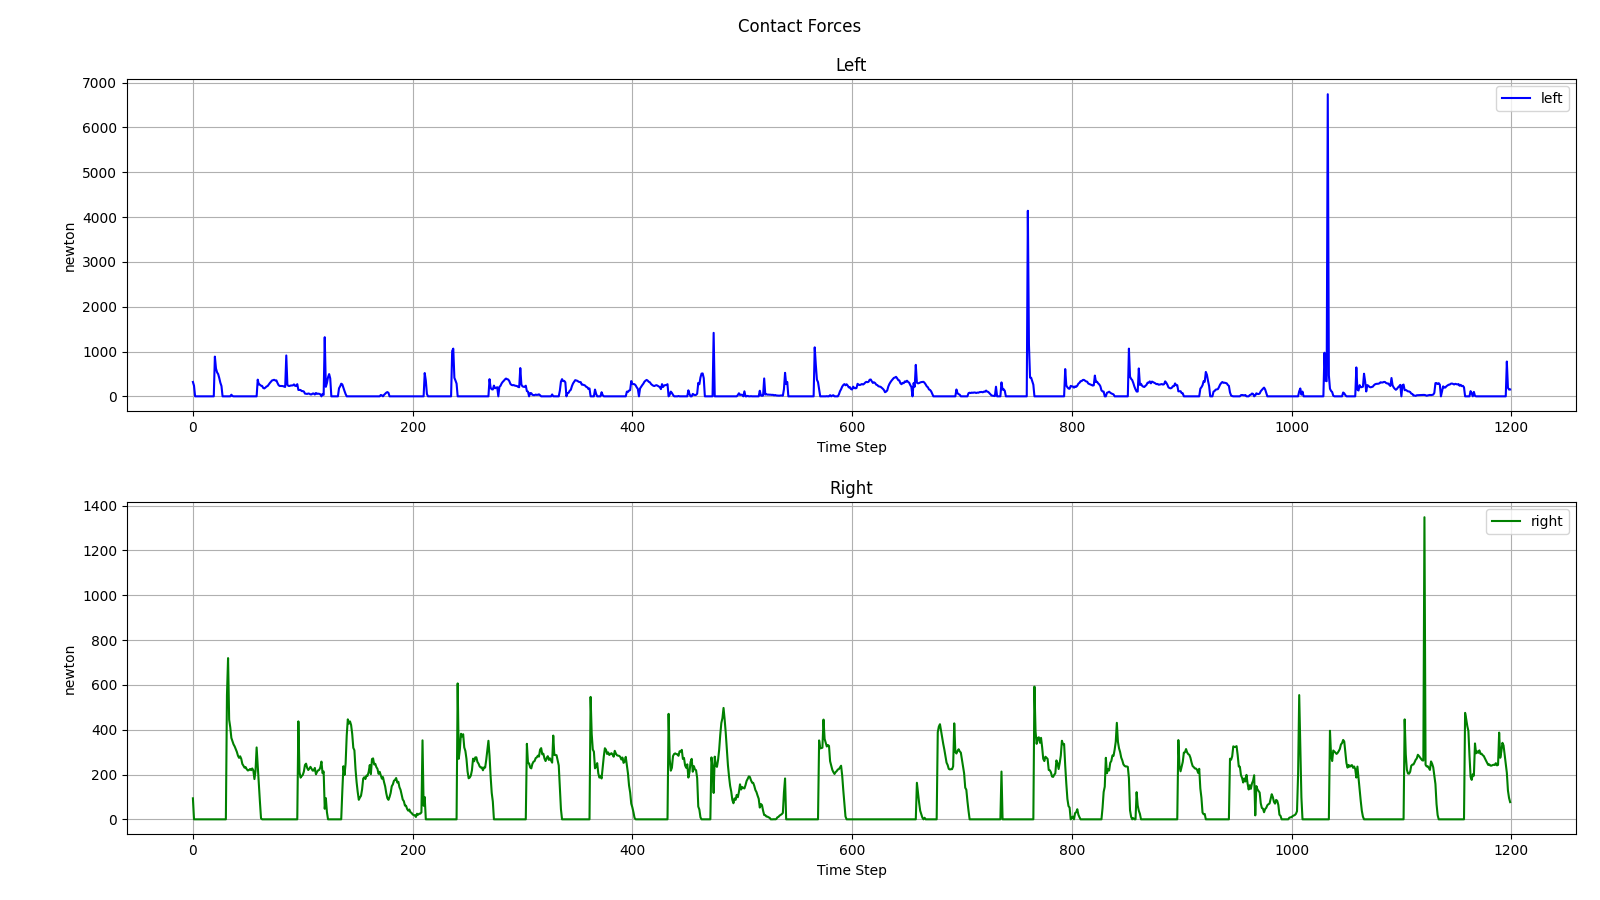 Contact Forces
Left
7000
6000
5000
4000
3000
2000
1000
0
newton
left
0 200 400 600 800 1000 1200
Time Step
Right
1400
1200
1000
800
600
400
200
0
newton
right
0 200 400 600 800 1000 1200
Time Step